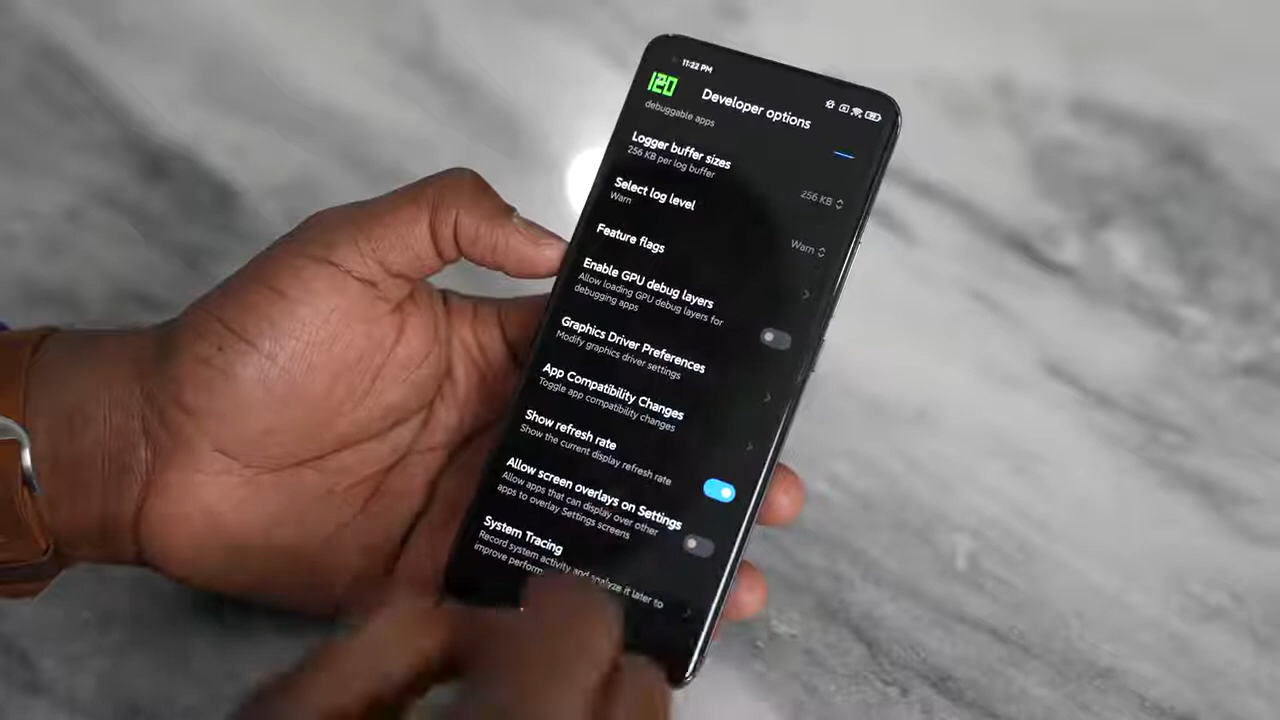 11:22 PM
120
Developer options
debuggable apps
Logger buffer sizes
256 KB per log buffer
256 KB
Select log level
Warn
Warn
Feature flags
Enable GPU debug layers
Allow loading GPU debug layers for
debugging apps
Graphics Driver Preferences
Modify graphics driver settings
App Compatibility Changes
Toggle app compatibility changes
Show refresh rate
Show the current display refresh rate
Allow screen overlays on Settings
Allow apps that can display over other
apps to overlay Settings screens
System Tracing
Record system activity and analyze it later to
improve